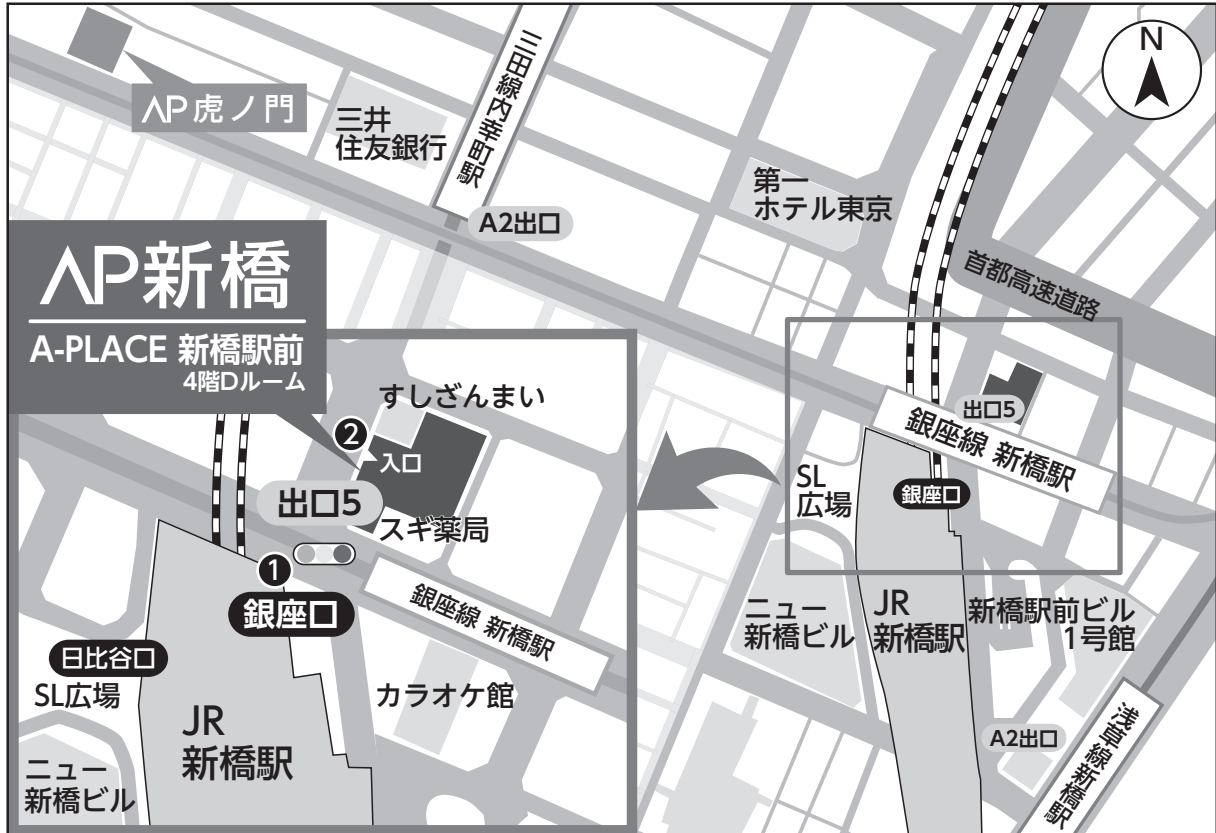 N
AP虎ノ門
三井
住友銀行
三田線内幸町駅
A2出口
第一
ホテル東京
首都高速道路
AP新橋
A-PLACE 新橋駅前
4階Dルーム
すしざんまい
2
入口
出口5
スギ薬局
1
銀座口
銀座線 新橋駅
日比谷口
SL広場
カラオケ館
JR
新橋駅
ニュー
新橋ビル
出口5
銀座線 新橋駅
SL
広場
銀座口
ニュー
新橋ビル
JR
新橋駅
新橋駅前ビル
1号館
A2出口
浅草線新橋駅